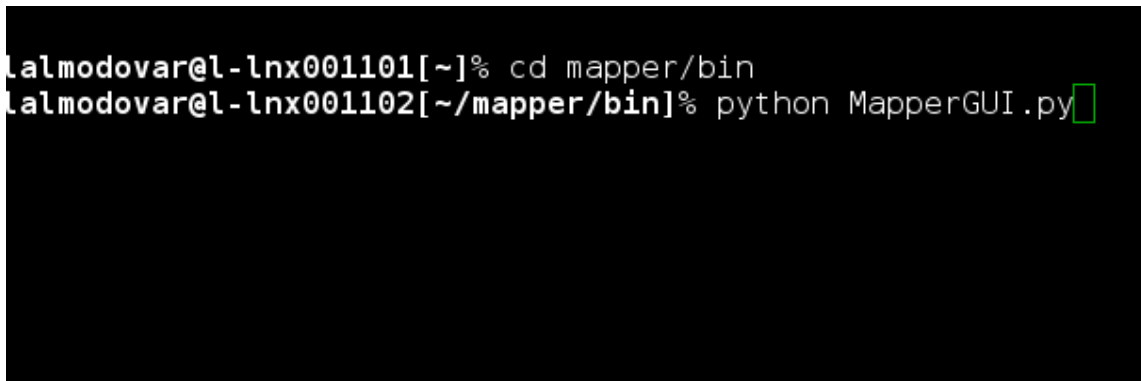 lalmodovar@l-lnx001101[~]% cd mapper/bin
lalmodovar@l-lnx001102[~/mapper/bin]% python MapperGUI.py